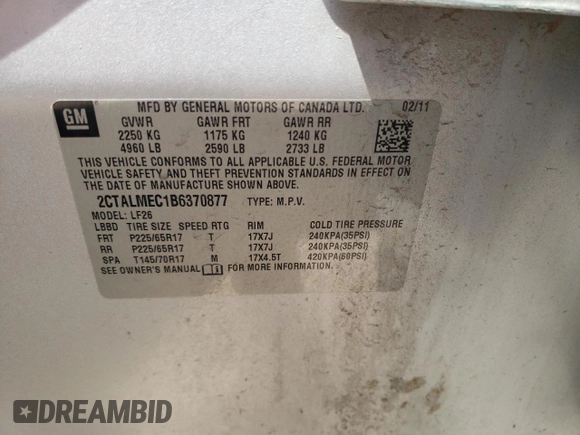 GM
MFD BY GENERAL MOTORS OF CANADA LTD. 02/11
GVWR GAWR FRT GAWR RR
2250 KG 1175 KG 1240 KG
4960 LB 2590 LB 2733 LB
THIS VEHICLE CONFORMS TO ALL APPLICABLE U.S. FEDERAL MOTOR
VEHICLE SAFETY AND THEFT PREVENTION STANDARDS IN EFFECT ON THE
DATE OF MANUFACTURE SHOWN ABOVE.
2CTALMEC1B6370877 TYPE: M.P.V.
MODEL: LF26
LBBD TIRE SIZE SPEED RTG RIM COLD TIRE PRESSURE
FRT P225/65R17 T 17X7J 240KPA(35PSI)
RR P225/65R17 T 17X7J 240KPA(35PSI)
SPA T145/70R17 M 17X4.5T 420KPA(60PSI)
SEE OWNER'S MANUAL FOR MORE INFORMATION.
DREAMBID